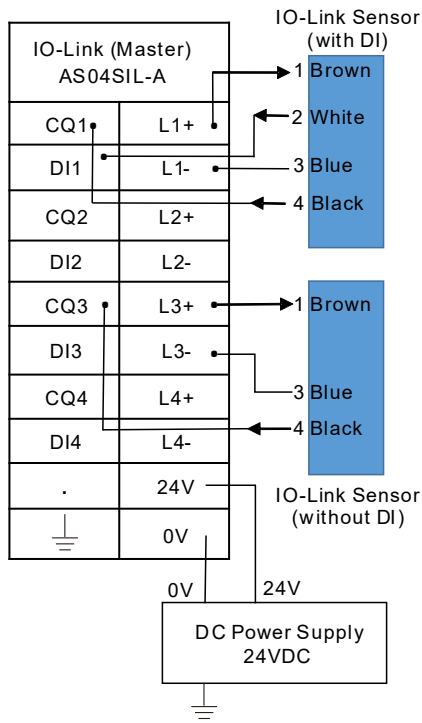 IO-Link Sensor
(with DI)
IO-Link (Master)
AS04SIL-A
1 Brown
2 White
3 Blue
4 Black
CQ1 L1+
DI1 L1-
CQ2 L2+
DI2 L2-
CQ3 L3+
DI3 L3-
CQ4 L4+
DI4 L4-
. 24V
0V
1 Brown
3 Blue
4 Black
IO-Link Sensor
(without DI)
0V 24V
DC Power Supply
24VDC